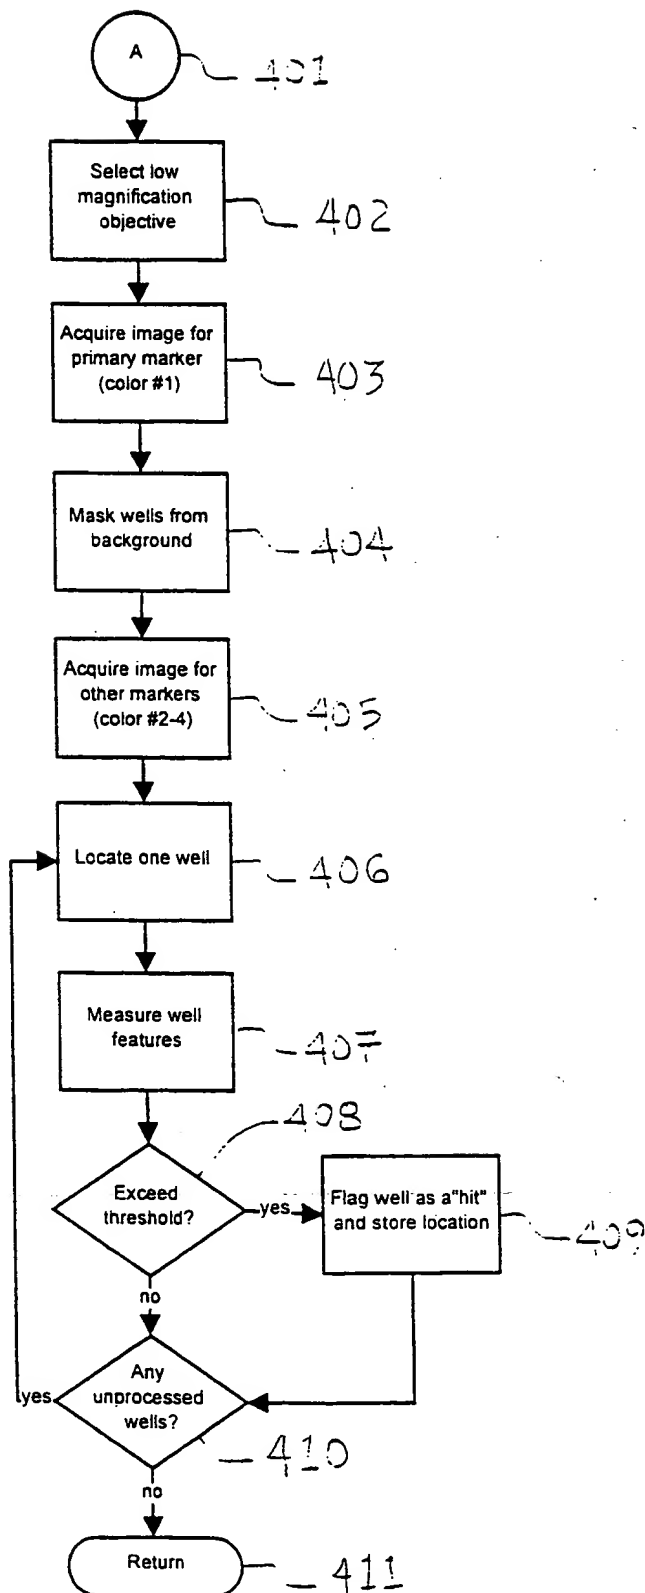 A
401
Select low
magnification
objective
402
Acquire image for
primary marker
(color #1)
403
Mask wells from
background
404
Acquire image for
other markers
(color #2-4)
405
Locate one well
406
Measure well
features
407
408
Exceed
threshold?
yes
Flag well as a"hit"
and store location
409
no
Any
unprocessed
wells?
yes
410
no
Return
411